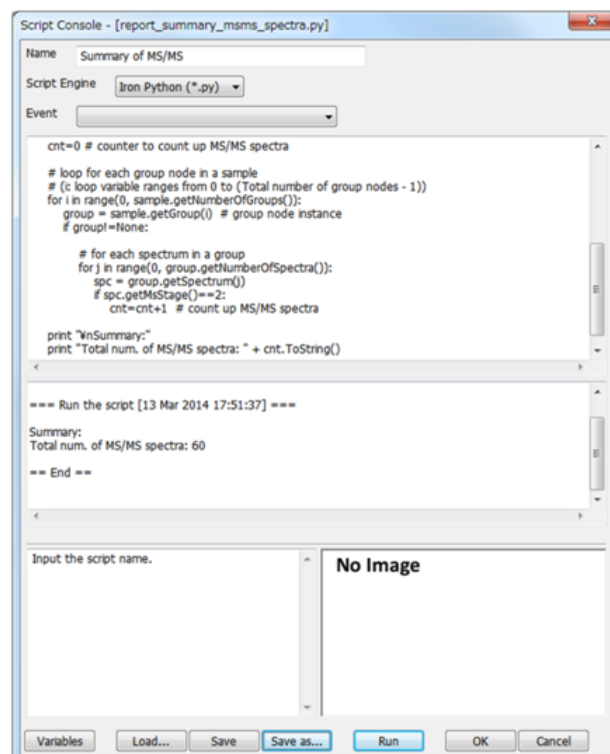 Script Console - [report_summary_msms_spectra.py]
Name Summary of MS/MS
Script Engine Iron Python (*.py)
Event
cnt=0 # counter to count up MS/MS spectra
# loop for each group node in a sample
# (i: loop variable ranges from 0 to (Total number of group nodes - 1))
for i in range(0, sample.getNumberOfGroups()):
group = sample.getGroup(i) # group node instance
if group!=None:
# for each spectrum in a group
for j in range(0, group.getNumberOfSpectra()):
spc = group.getSpectrum(j)
if spc.getMsStage()==2:
cnt=cnt+1 # count up MS/MS spectra
print "¥nSummary:"
print "Total num. of MS/MS spectra: " + cnt.ToString()
=== Run the script [13 Mar 2014 17:51:37] ===
Summary:
Total num. of MS/MS spectra: 60
== End ==
Input the script name.
No Image
Variables Load... Save Save as... Run OK Cancel